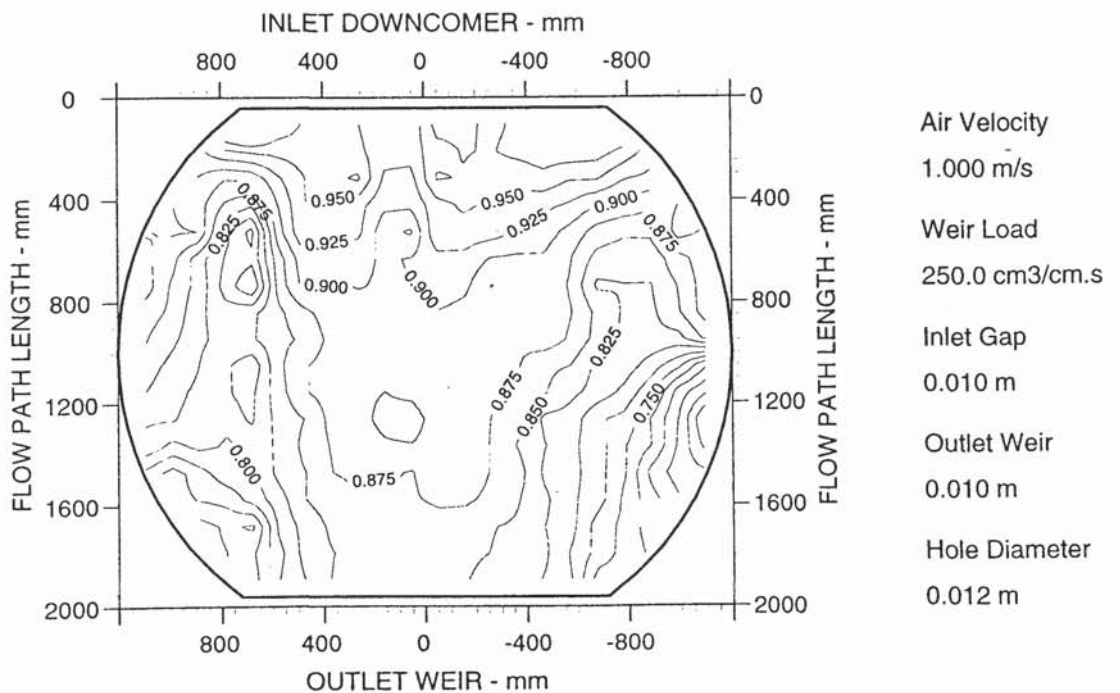 INLET DOWNCOMER - mm
800 400 0 -400 -800
0 0
400 400
800 800
1200 1200
1600 1600
2000 2000
FLOW PATH LENGTH - mm
FLOW PATH LENGTH - mm
0.950 0.950
0.875 0.900
0.825 0.925 0.925 0.875
0.900 0.900
0.825
0.875 0.850 0.750
0.800 0.875
800 400 0 -400 -800
OUTLET WEIR - mm
Air Velocity
1.000 m/s
Weir Load
250.0 cm3/cm.s
Inlet Gap
0.010 m
Outlet Weir
0.010 m
Hole Diameter
0.012 m